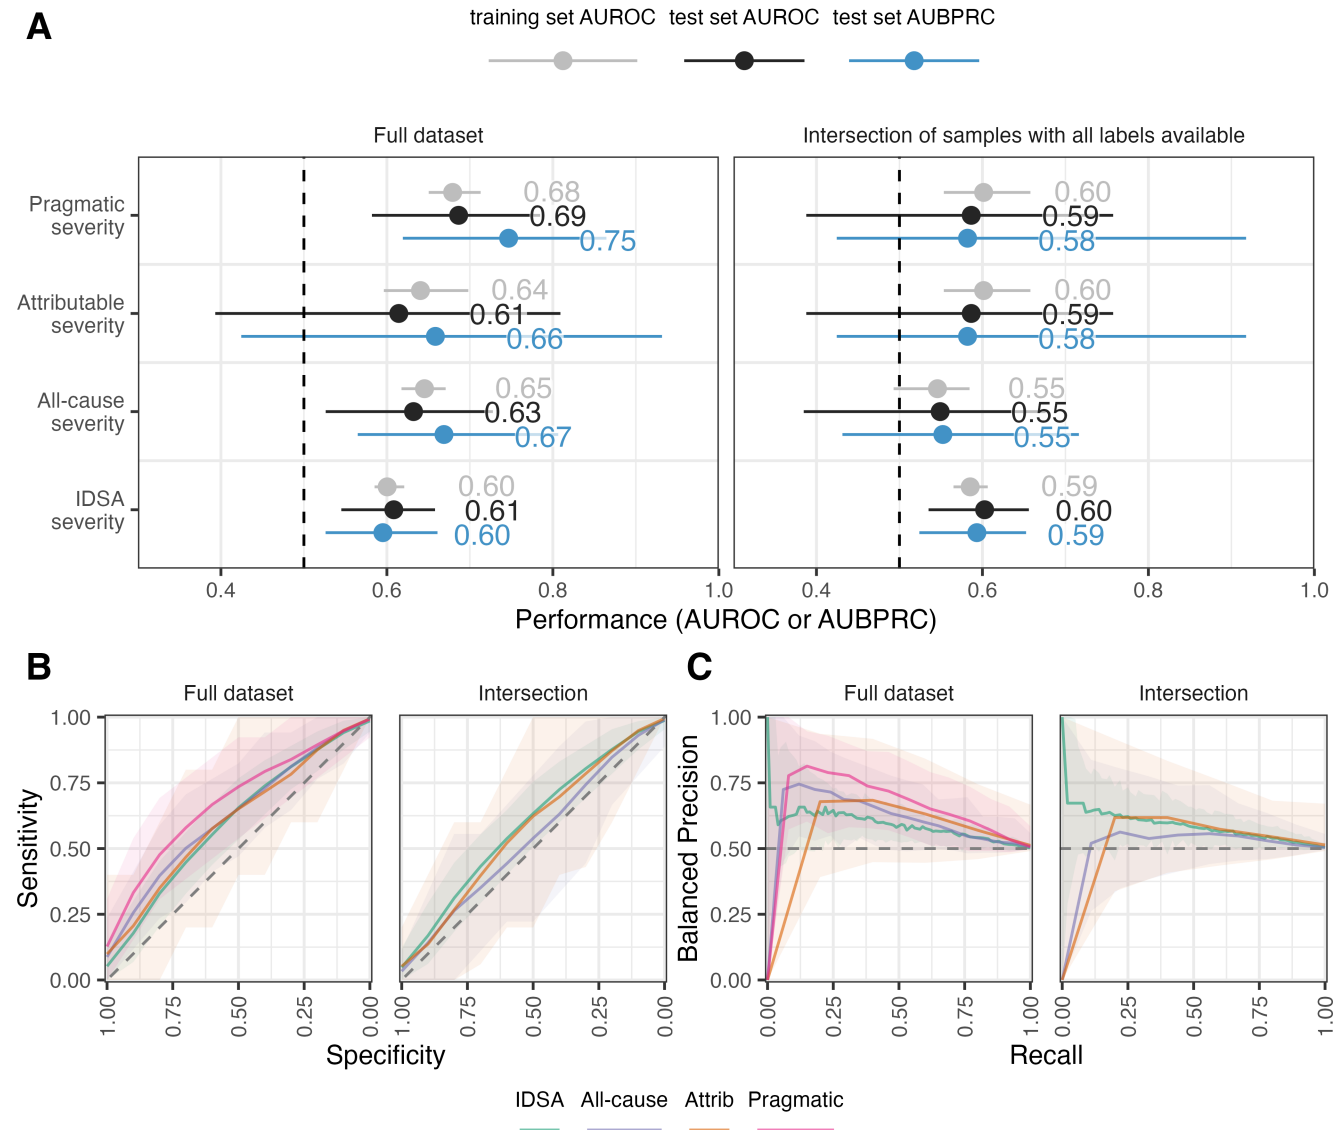 A
training set AUROC test set AUROC test set AUBPRC
Full dataset
Intersection of samples with all labels available
Pragmatic
severity
Attributable
severity
All-cause
severity
IDSA
severity
0.68
0.69
0.75
0.64
0.61
0.66
0.65
0.63
0.67
0.60
0.61
0.60
0.60
0.59
0.58
0.60
0.59
0.58
0.55
0.55
0.55
0.59
0.60
0.59
0.4 0.6 0.8 1.0
0.4 0.6 0.8 1.0
Performance (AUROC or AUBPRC)
B
Full dataset
Intersection
Sensitivity
1.00
0.75
0.50
0.25
0.00
1.00 0.75 0.50 0.25 0.00
1.00 0.75 0.50 0.25 0.00
Specificity
C
Full dataset
Intersection
Balanced Precision
1.00
0.75
0.50
0.25
0.00
0.00 0.25 0.50 0.75 1.00
0.00 0.25 0.50 0.75 1.00
Recall
IDSA All-cause Attrib Pragmatic